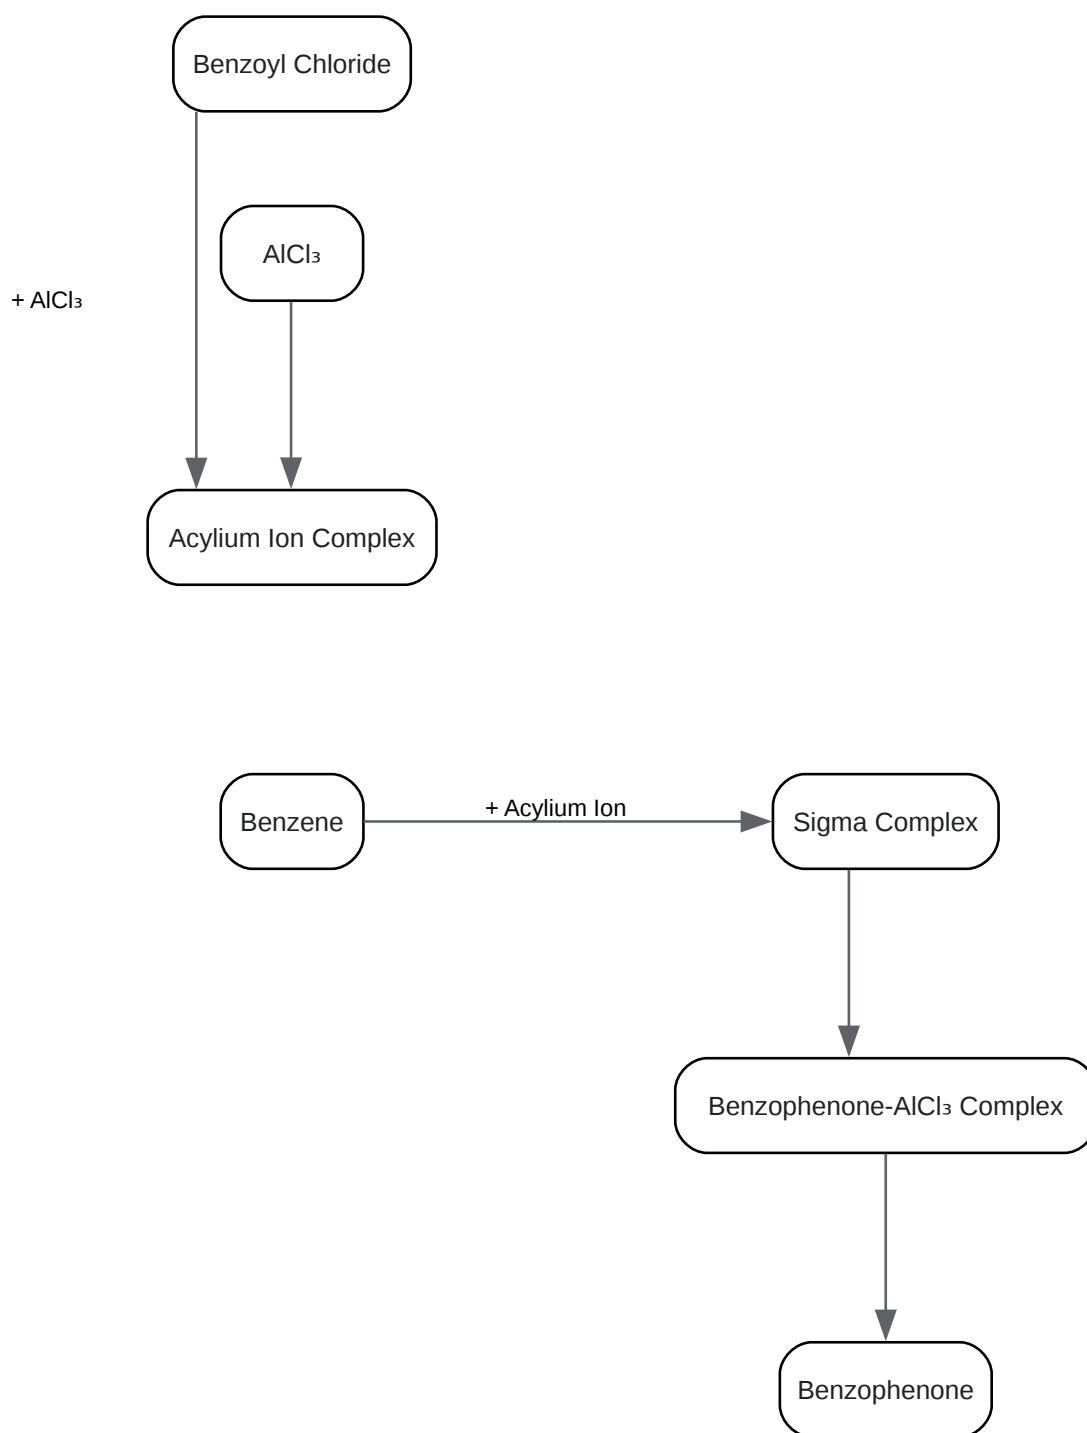 Benzoyl Chloride
AlCl₃
+ AlCl₃
Acylium Ion Complex
Benzene
+ Acylium Ion
Sigma Complex
Benzophenone-AlCl₃ Complex
Benzophenone